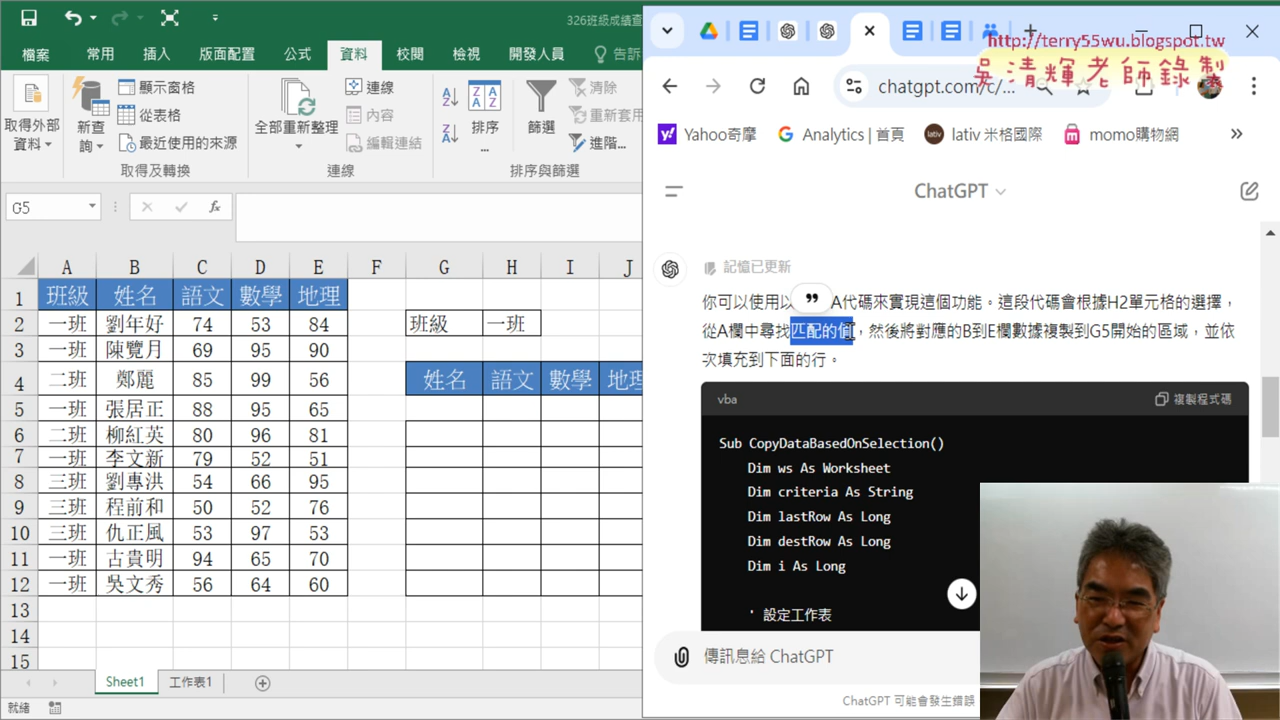 326班級成績查
檔案 常用 插入 版面配置 公式 資料 校閱 檢視 開發人員 告訴
取得外部資料 新查詢 顯示窗格 從表格 最近使用的來源 取得及轉換
全部重新整理 連線 內容 編輯連結 連線
排序 篩選 清除 重新套用 進階... 排序與篩選
G5 fx
A B C D E F G H I J
1 班級 姓名 語文 數學 地理
2 一班 劉年好 74 53 84 班級 一班
3 一班 陳覽月 69 95 90
4 二班 鄭麗 85 99 56 姓名 語文 數學 地理
5 一班 張居正 88 95 65
6 二班 柳紅英 80 96 81
7 一班 李文新 79 52 51
8 三班 劉專洪 54 66 95
9 三班 程前和 50 52 76
10 三班 仇正風 53 97 53
11 一班 古貴明 94 65 70
12 一班 吳文秀 56 64 60
13
14
15
Sheet1 工作表1
就緒
http://terry55wu.blogspot.tw
吳清輝老師錄製
chatgpt.com/c/...
Yahoo奇摩 Analytics | 首頁 lativ 米格國際 momo購物網
ChatGPT
記憶已更新
你可以使用以 A代碼來實現這個功能。這段代碼會根據H2單元格的選擇，
從A欄中尋找匹配的值，然後將對應的B到E欄數據複製到G5開始的區域，並依
次填充到下面的行。
vba 複製程式碼
Sub CopyDataBasedOnSelection()
Dim ws As Worksheet
Dim criteria As String
Dim lastRow As Long
Dim destRow As Long
Dim i As Long
' 設定工作表
傳訊息給 ChatGPT
ChatGPT 可能會發生錯誤